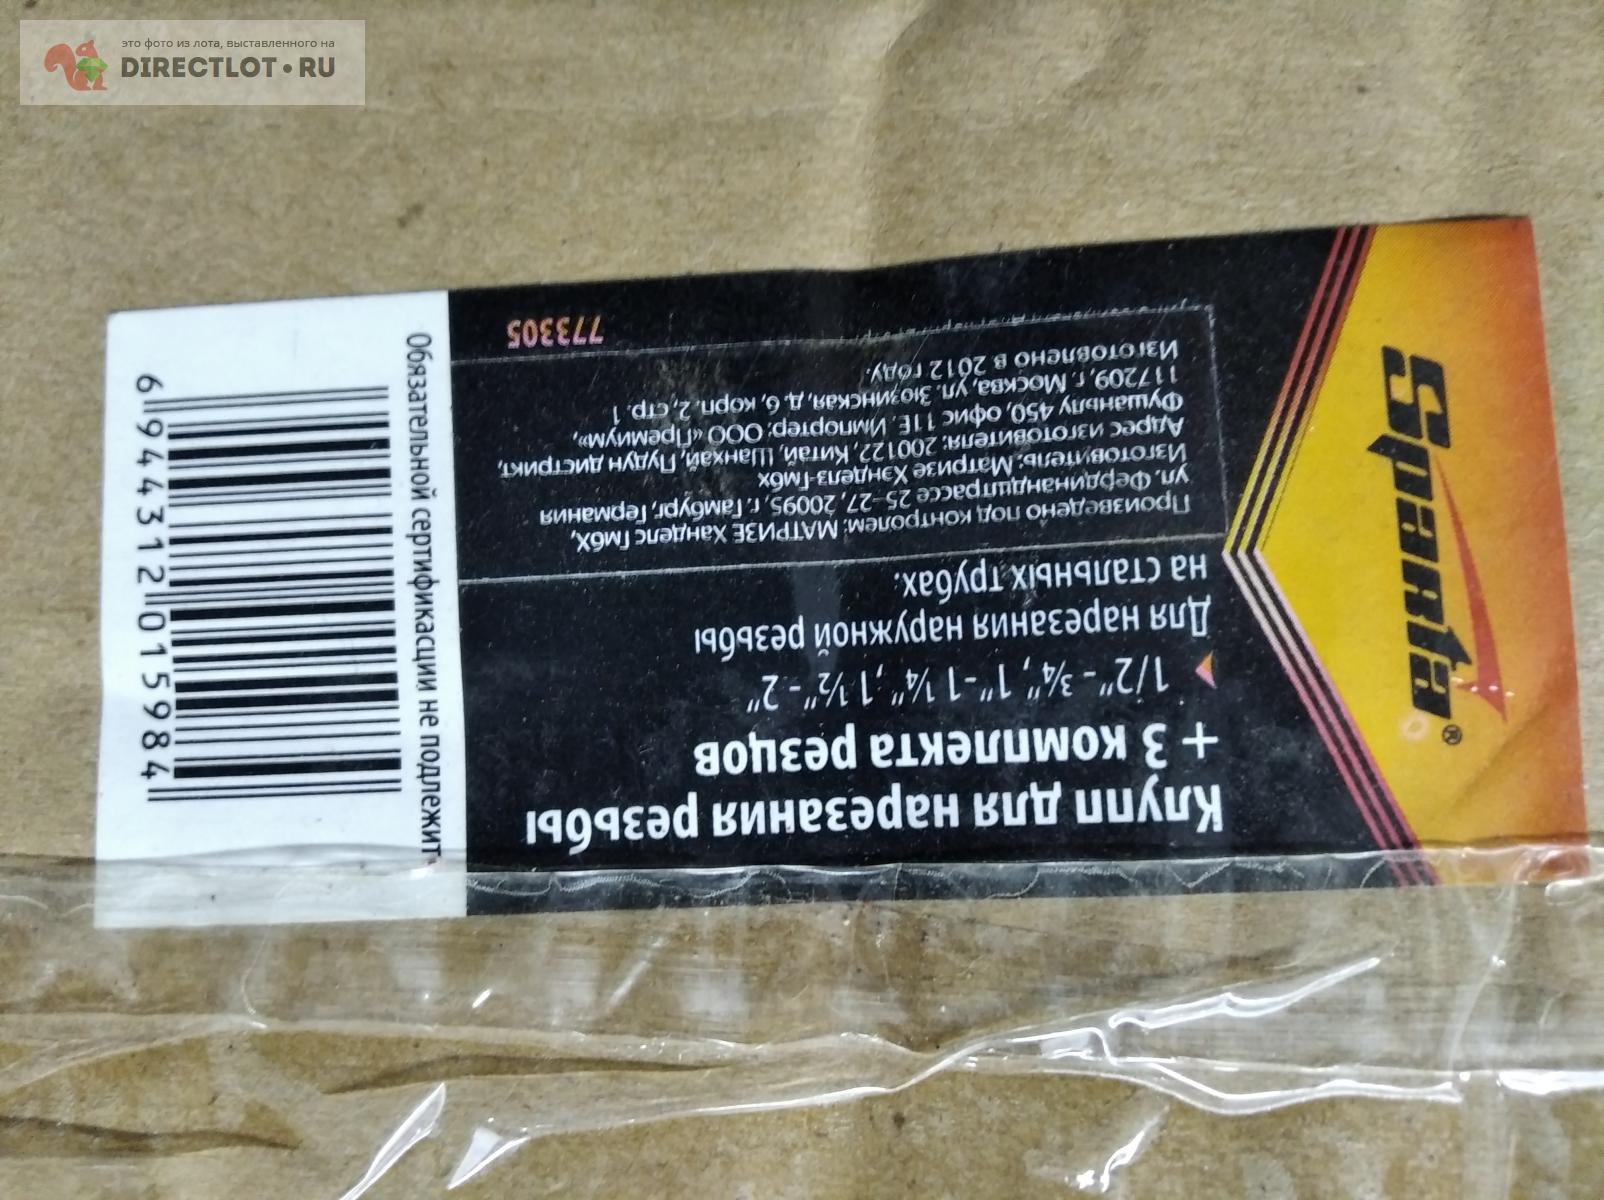 это фото из лота, выставленного на
DIRECTLOT.RU
Sparta®
Клупп для нарезания резьбы
+ 3 комплекта резцов
1/2"- ¾", 1"-1 ¼", 1 ½"- 2"
Для нарезания наружной резьбы
на стальных трубах.
Произведено под контролем: МАТРИЗЕ Ханделс ГмбХ,
ул. Фердинандштрассе 25-27, 20095, г. Гамбург, Германия
Изготовитель: Матризе Хэнделз-Гмбх
Адрес изготовителя: 200122, Китай, Шанхай, Пудун дистрикт,
Фушаньлу 450, офис 11Е. Импортер: ООО «Премиум»,
117209, г. Москва, ул. Зюзинская, д. 6, корп. 2, стр. 1
Изготовлено в 2012 году.
773305
Обязательной сертификации не подлежит.
6 944312 015984